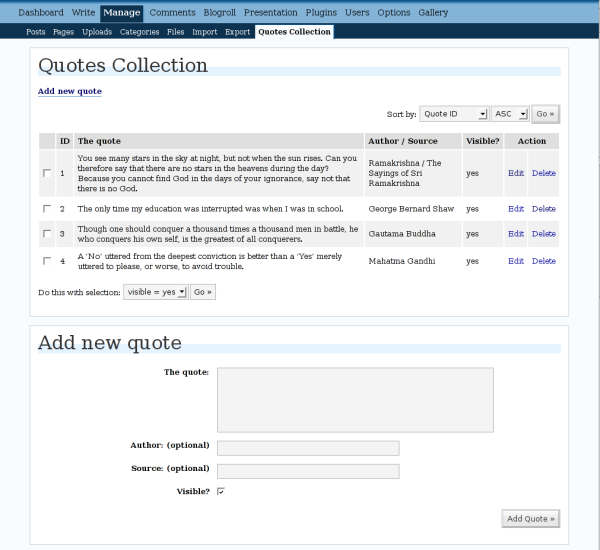 Dashboard Write Manage Comments Blogroll Presentation Plugins Users Options Gallery
Posts Pages Uploads Categories Files Import Export Quotes Collection
Quotes Collection
Add new quote
Sort by: Quote ID ASC Go »
ID The quote Author / Source Visible? Action
1 You see many stars in the sky at night, but not when the sun rises. Can you
therefore say that there are no stars in the heavens during the day?
Because you cannot find God in the days of your ignorance, say not that
there is no God.
Ramakrishna / The
Sayings of Sri
Ramakrishna
yes Edit Delete
2 The only time my education was interrupted was when I was in school. George Bernard Shaw yes Edit Delete
3 Though one should conquer a thousand times a thousand men in battle, he
who conquers his own self, is the greatest of all conquerers.
Gautama Buddha yes Edit Delete
4 A ‘No’ uttered from the deepest conviction is better than a ‘Yes’ merely
uttered to please, or worse, to avoid trouble.
Mahatma Gandhi yes Edit Delete
Do this with selection: visible = yes Go »
Add new quote
The quote:
Author: (optional)
Source: (optional)
Visible?
Add Quote »